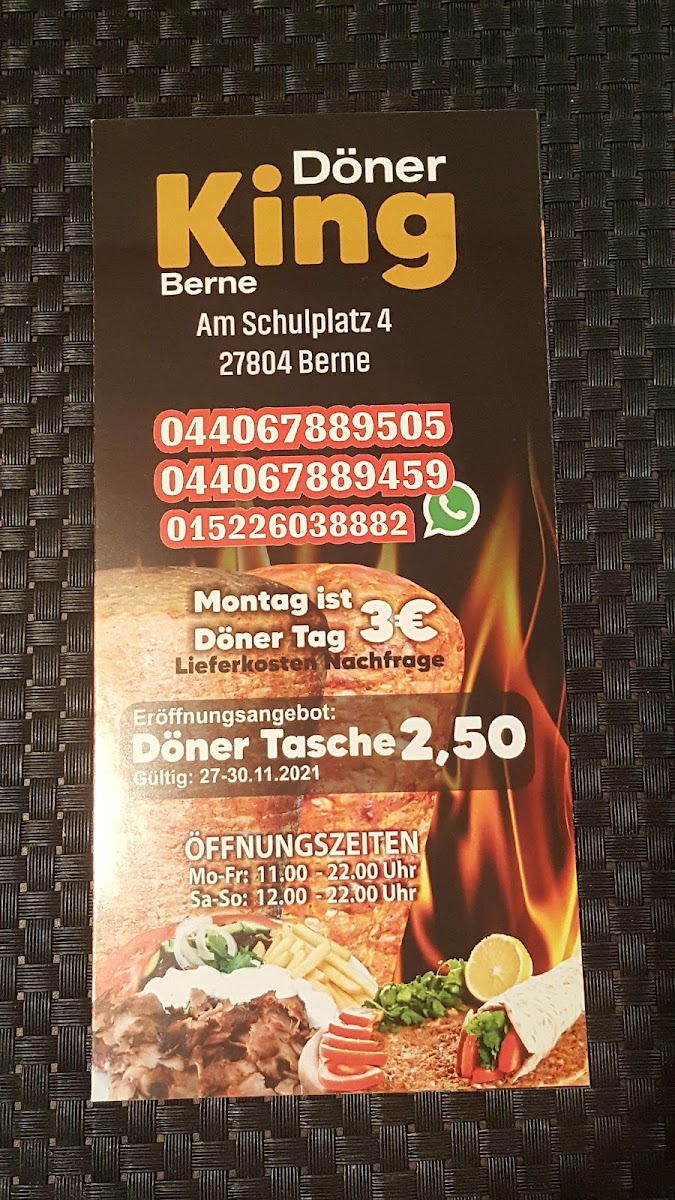 Döner
King
Berne
Am Schulplatz 4
27804 Berne
044067889505
044067889459
015226038882
Montag ist
Döner Tag 3.€
Lieferkosten Nachfrage
Eröffnungsangebot:
Döner Tasche 2,50
Gültig: 27-30.11.2021
ÖFFNUNGSZEITEN
Mo-Fr: 11.00 - 22.00 Uhr
Sa-So: 12.00 - 22.00 Uhr